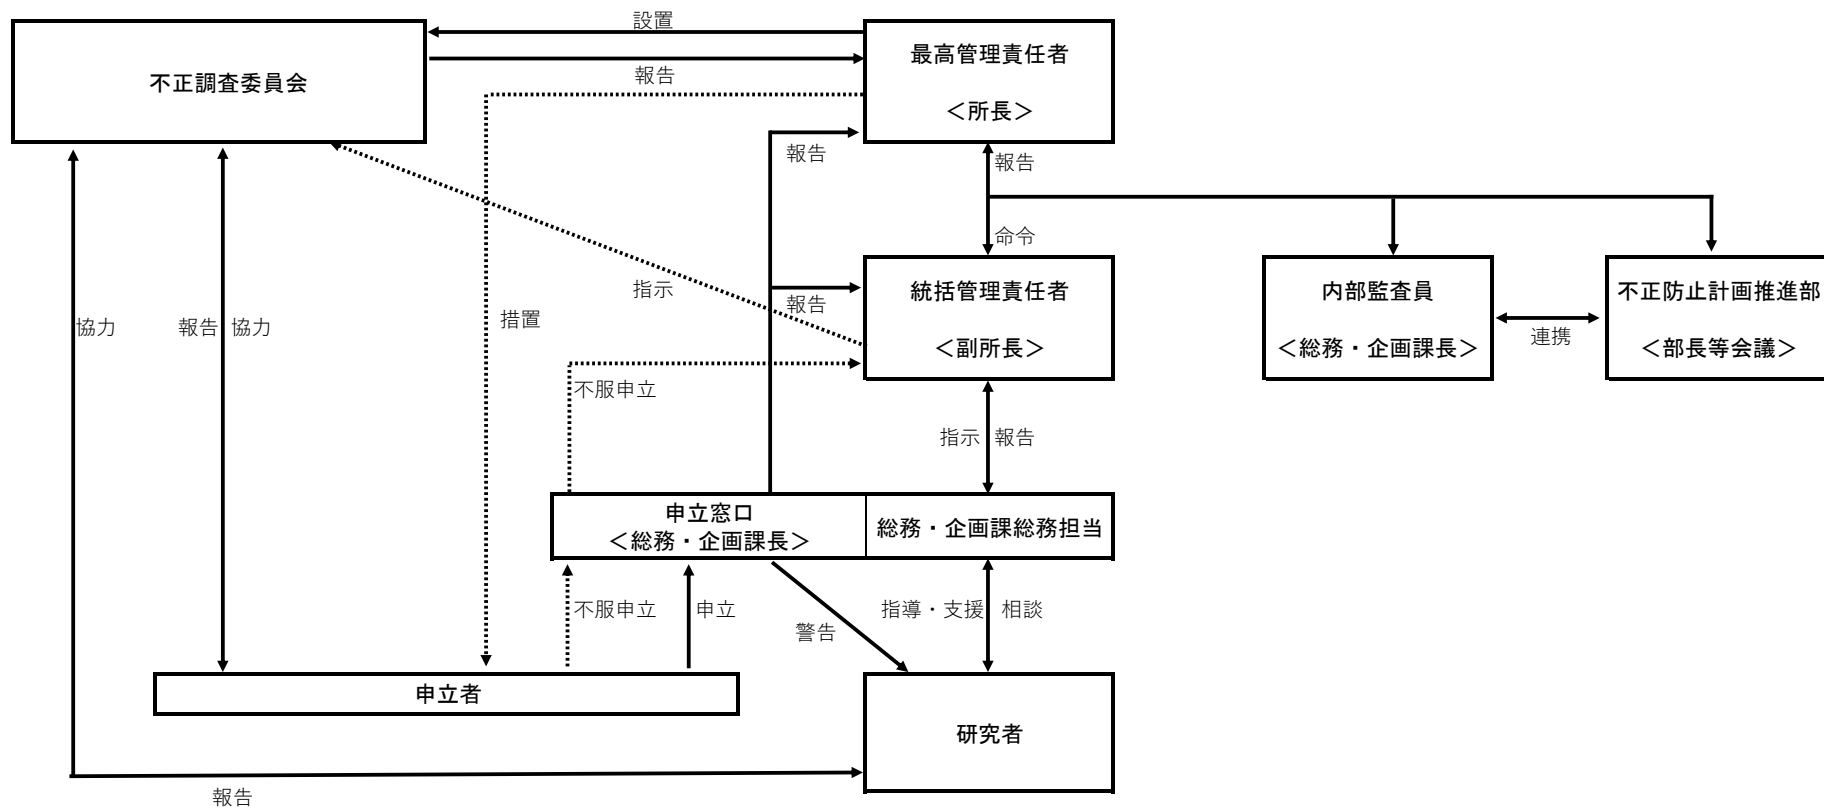 設置
最高管理責任者
不正調査委員会
報告
＜所長＞
報告
報告
命令
指示
報告
統括管理責任者
＜副所長＞
内部監査員
＜総務・企画課長＞
連携
不正防止計画推進部
＜部長等会議＞
協力
報告
協力
措置
不服申立
指示
報告
申立窓口
＜総務・企画課長＞
総務・企画課総務担当
不服申立
申立
警告
指導・支援
相談
申立者
研究者
報告